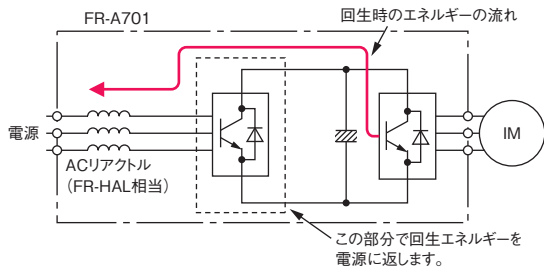 FR-A701
回生時のエネルギーの流れ
電源
ACリアクトル
（FR-HAL相当）
IM
この部分で回生エネルギーを
電源に返します。